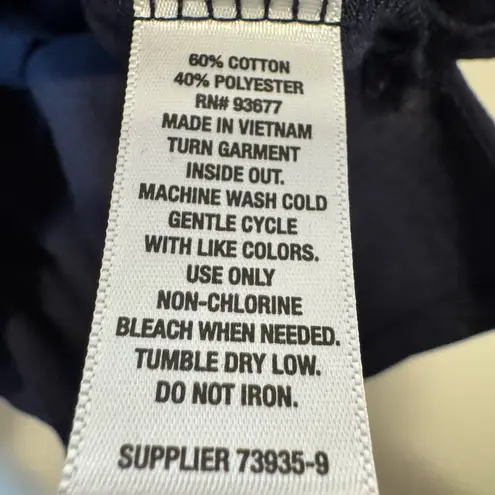 60% COTTON
40% POLYESTER
RN# 93677
MADE IN VIETNAM
TURN GARMENT
INSIDE OUT.
MACHINE WASH COLD
GENTLE CYCLE
WITH LIKE COLORS.
USE ONLY
NON-CHLORINE
BLEACH WHEN NEEDED.
TUMBLE DRY LOW.
DO NOT IRON.
SUPPLIER 73935-9